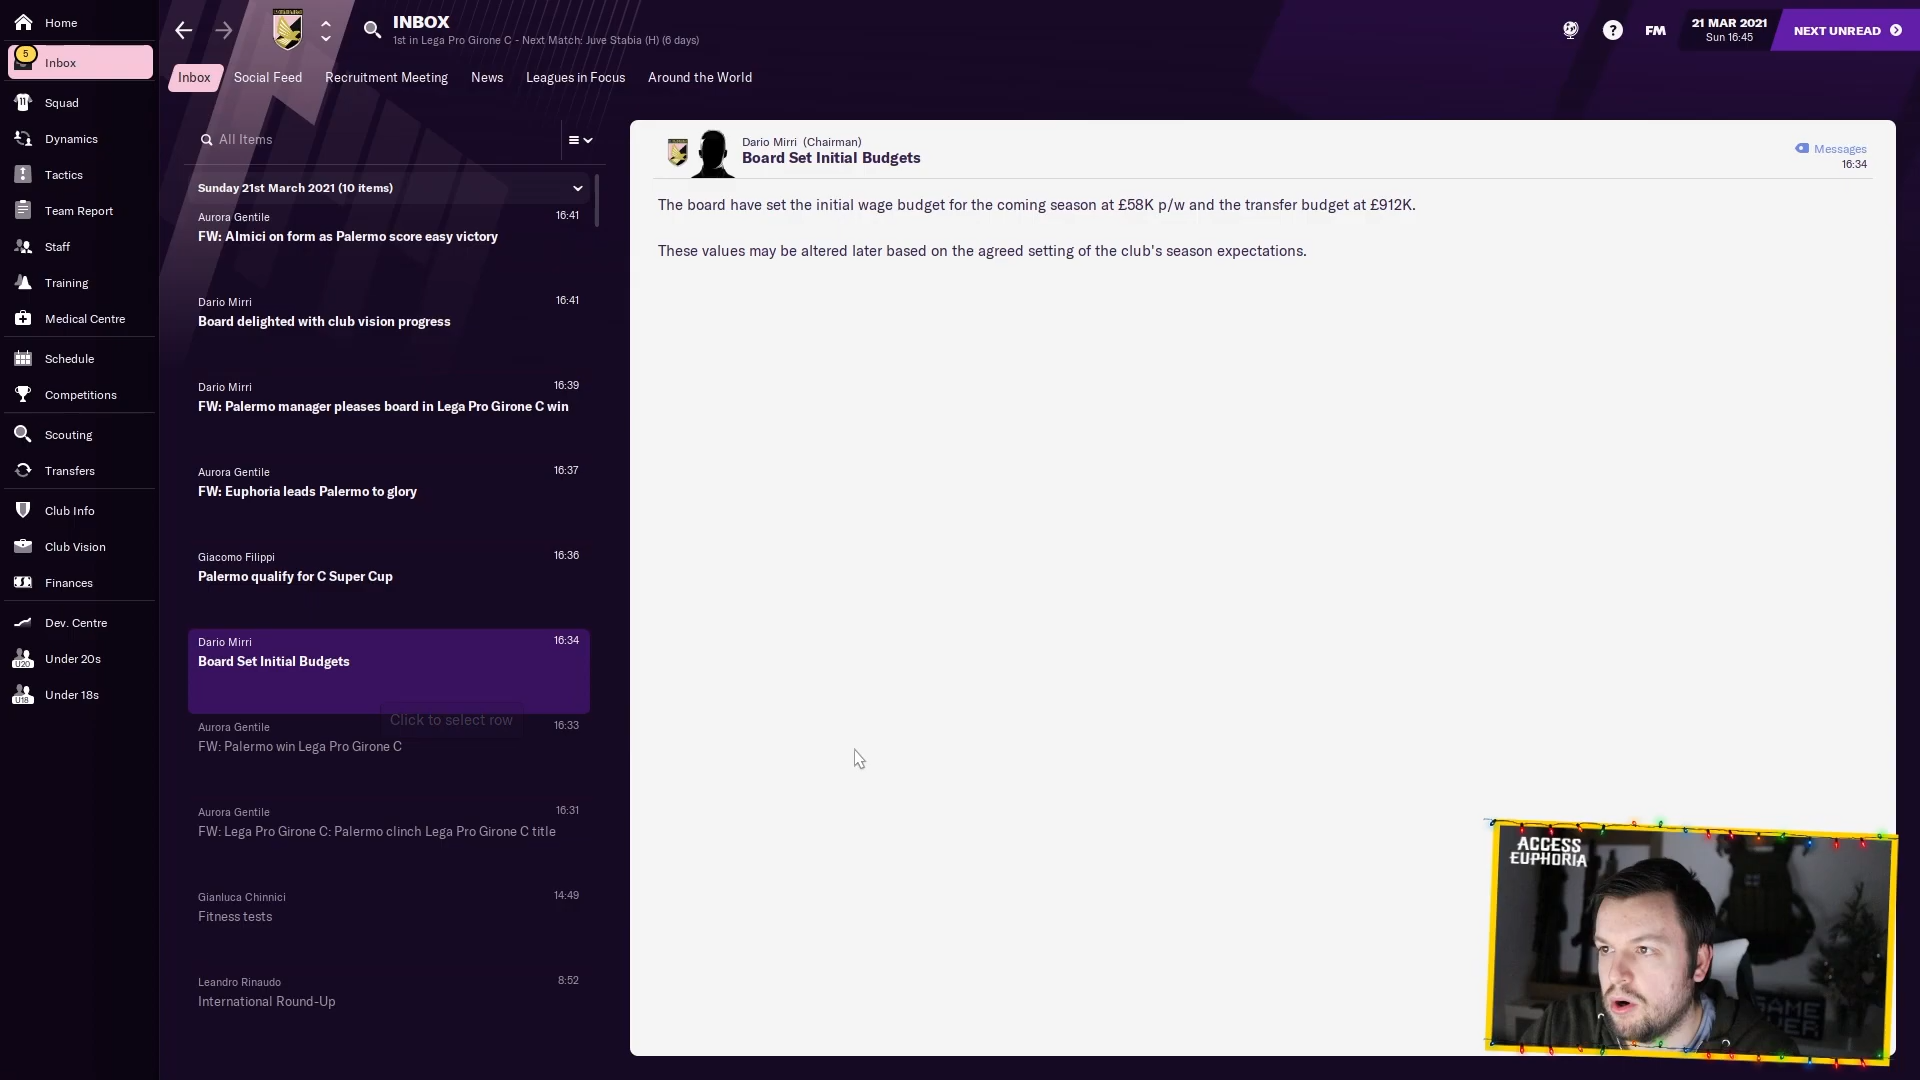 Home
5
Inbox
Squad
Dynamics
Tactics
Team Report
Staff
Training
Medical Centre
Schedule
Competitions
Scouting
Transfers
Club Info
Club Vision
Finances
Dev. Centre
U20
Under 20s
U18
Under 18s
INBOX
1st in Lega Pro Girone C - Next Match: Juve Stabia (H) (6 days)
FM
21 MAR 2021
Sun 16:45
NEXT UNREAD
Inbox
Social Feed
Recruitment Meeting
News
Leagues in Focus
Around the World
All Items
Sunday 21st March 2021 (10 items)
Aurora Gentile 16:41
FW: Almici on form as Palermo score easy victory
Dario Mirri 16:41
Board delighted with club vision progress
Dario Mirri 16:39
FW: Palermo manager pleases board in Lega Pro Girone C win
Aurora Gentile 16:37
FW: Euphoria leads Palermo to glory
Giacomo Filippi 16:36
Palermo qualify for C Super Cup
Dario Mirri 16:34
Board Set Initial Budgets
Click to select row
Aurora Gentile 16:33
FW: Palermo win Lega Pro Girone C
Aurora Gentile 16:31
FW: Lega Pro Girone C: Palermo clinch Lega Pro Girone C title
Gianluca Chinnici 14:49
Fitness tests
Leandro Rinaudo 8:52
International Round-Up
Dario Mirri (Chairman)
Board Set Initial Budgets
Messages
16:34
The board have set the initial wage budget for the coming season at £58K p/w and the transfer budget at £912K.
These values may be altered later based on the agreed setting of the club's season expectations.
ACCESS
EUPHORIA
GAME
OVER